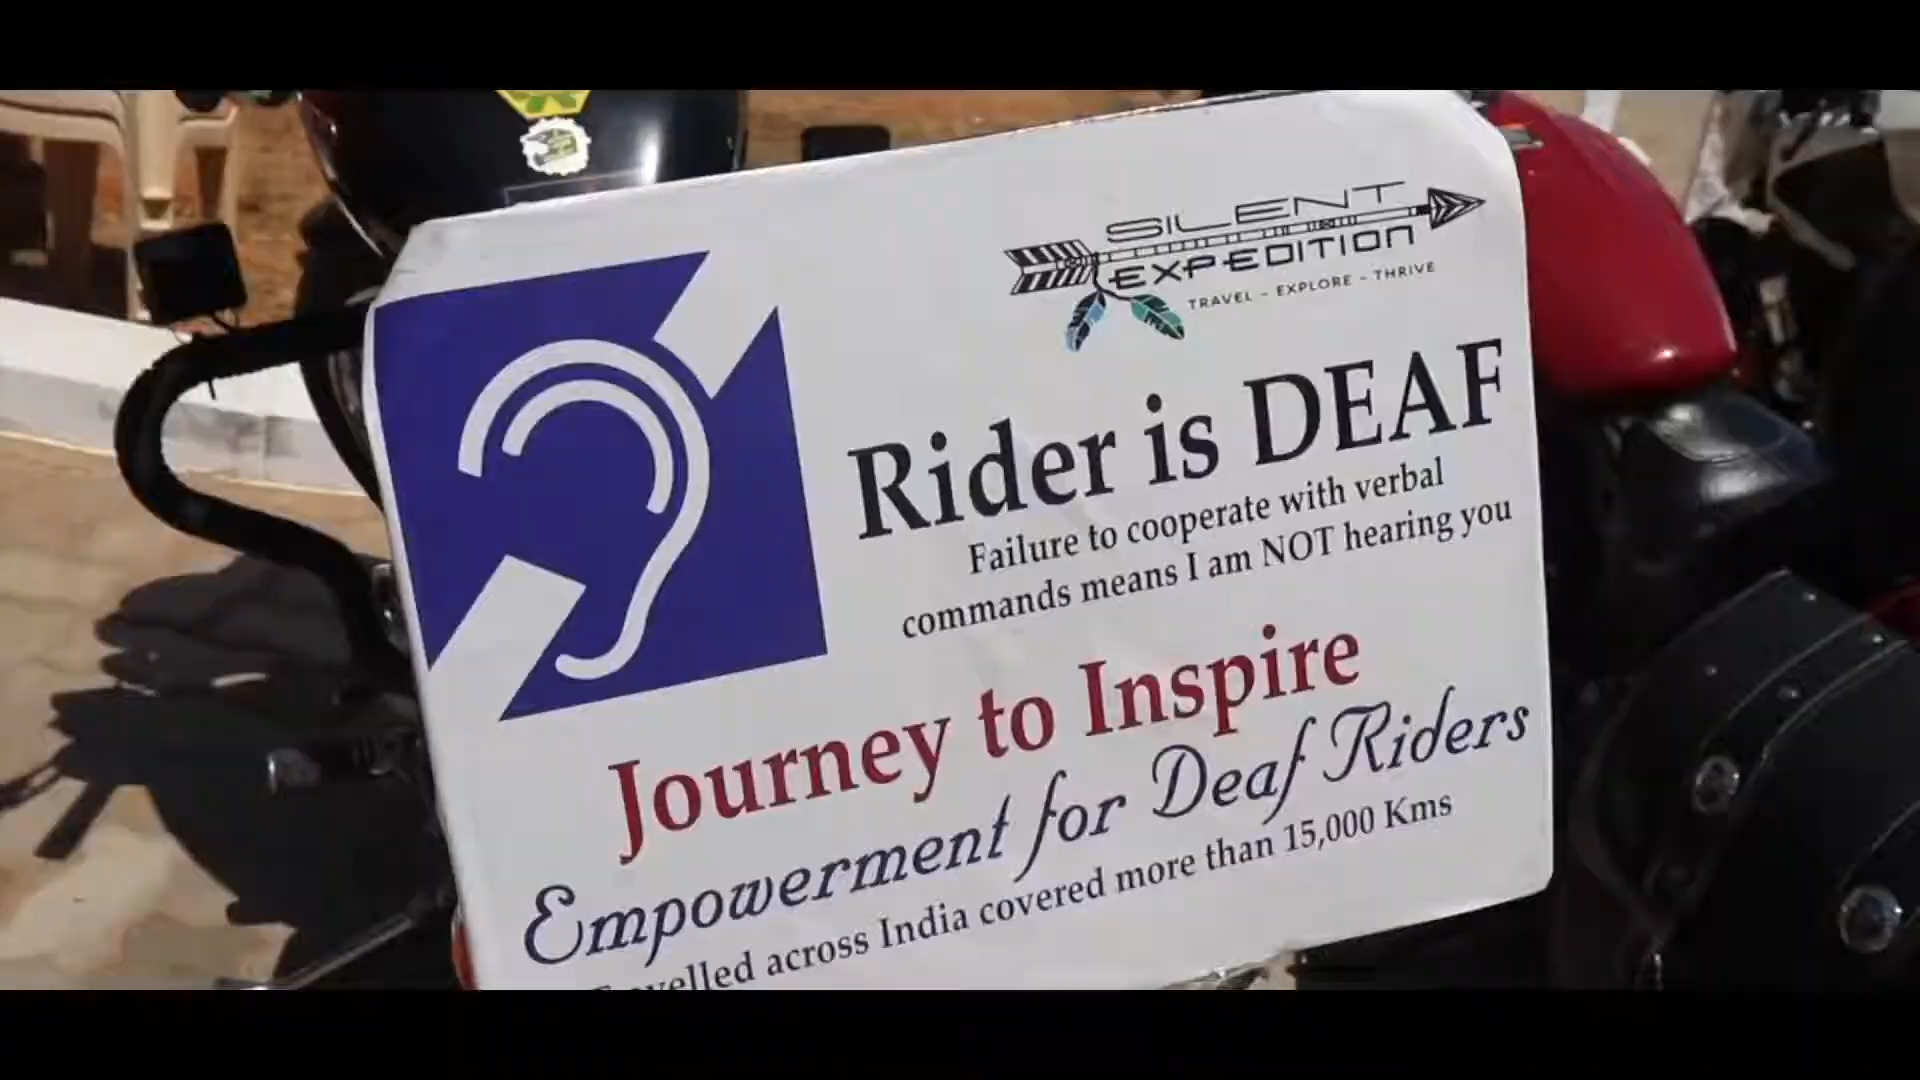 SILENT
EXPEDITION
TRAVEL - EXPLORE - THRIVE
Rider is DEAF
Failure to cooperate with verbal
commands means I am NOT hearing you
Journey to Inspire
Empowerment for Deaf Riders
across India covered more than 15,000 Kms